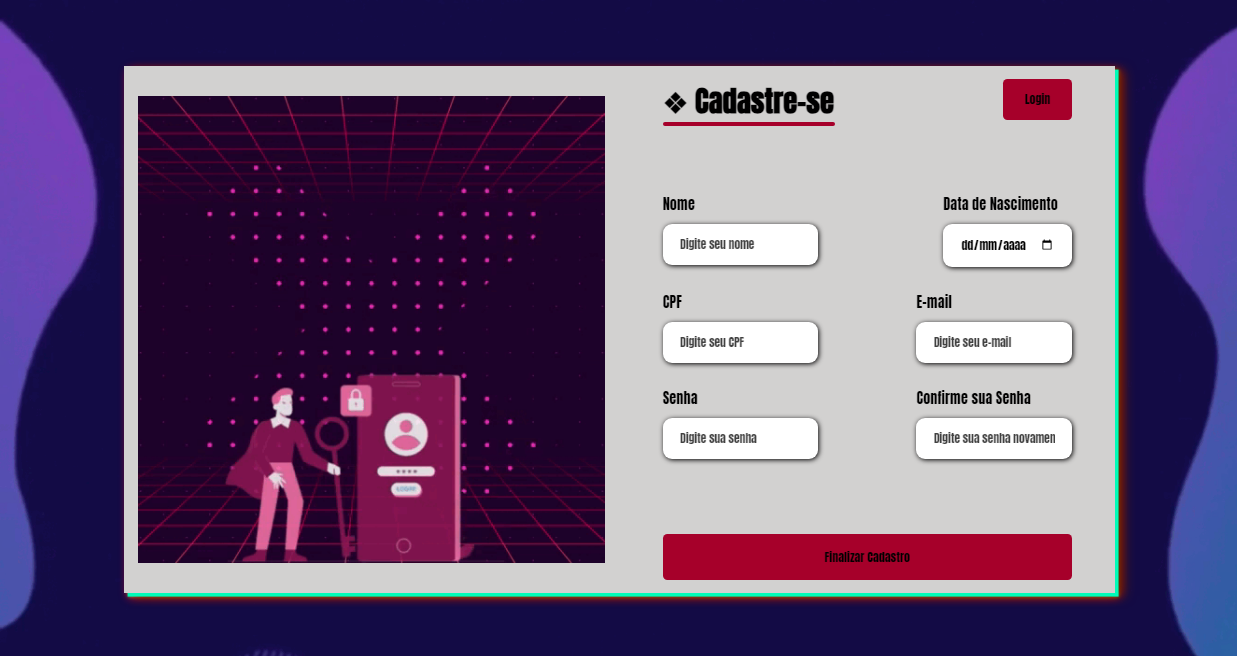 ❖ Cadastre-se
Login
Nome
Data de Nascimento
Digite seu nome
dd/mm/aaaa
CPF
E-mail
Digite seu CPF
Digite seu e-mail
Senha
Confirme sua Senha
Digite sua senha
Digite sua senha novamen
****
LOGIN
Finalizar Cadastro